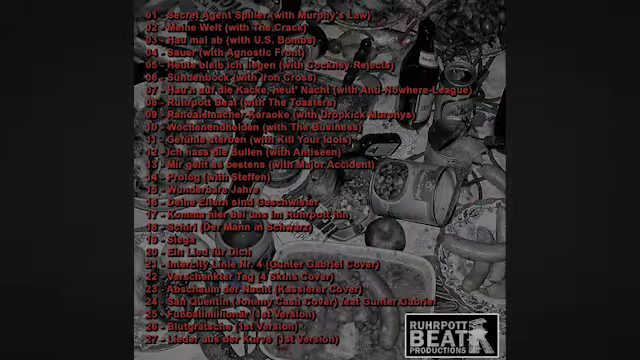 01 - Secret Agent Spiller (with Murphy's Law)
02 - Meine Welt (with The Crack)
03 - Hau mal ab (with U.S. Bombs)
04 - Sauer (with Agnostic Front)
05 - Heute bleib ich liegen (with Cockney Rejects)
06 - Sündenbock (with Iron Cross)
07 - Hau'n auf die Kacke, heut' Nacht (with Anti-Nowhere-League)
08 - Ruhrpott Beat (with The Toasters)
09 - Randalemacher-Karaoke (with Dropkick Murphys)
10 - Wochenendhelden (with The Business)
11 - Gefühle sterben (with Kill Your Idols)
12 - Ich hass die Bullen (with Antiseen)
13 - Mir geht as bestens (with Major Accident)
14 - Prolog (with Steffen)
15 - Wunderbare Jahre
16 - Deine Eltern sind Geschwister
17 - Komma hier bei uns im Ruhrpott hin
18 - Schiri (Der Mann in Schwarz)
19 - Siega
20 - Ein Lied für Dich
21 - Intercity Linie Nr. 4 (Gunter Gabriel Cover)
22 - Verschenkter Tag (4 Skins Cover)
23 - Abschaum der Nacht (Kassierer Cover)
24 - San Quentin (Johnny Cash Cover) feat Gunter Gabriel
25 - Fußballmillionär (1st Version)
26 - Blutgrätsche (1st Version)
27 - Lieder aus der Kurve (1st Version)
RUHRPOTT
BEAT
PRODUCTIONS